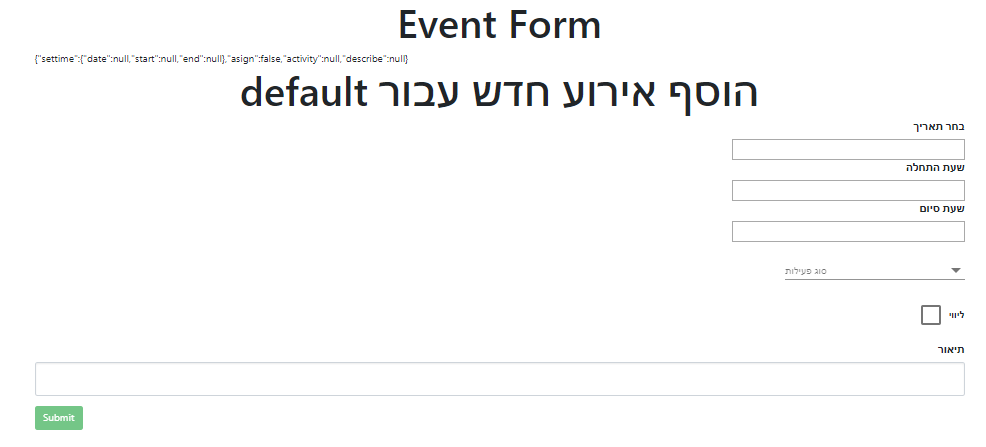 Event Form
{"settime":{"date":null,"start":null,"end":null},"asign":false,"activity":null,"describe":null}
הוסף אירוע חדש עבור default
בחר תאריך
שעת התחלה
שעת סיום
סוג פעילות
ליווי
תיאור
Submit